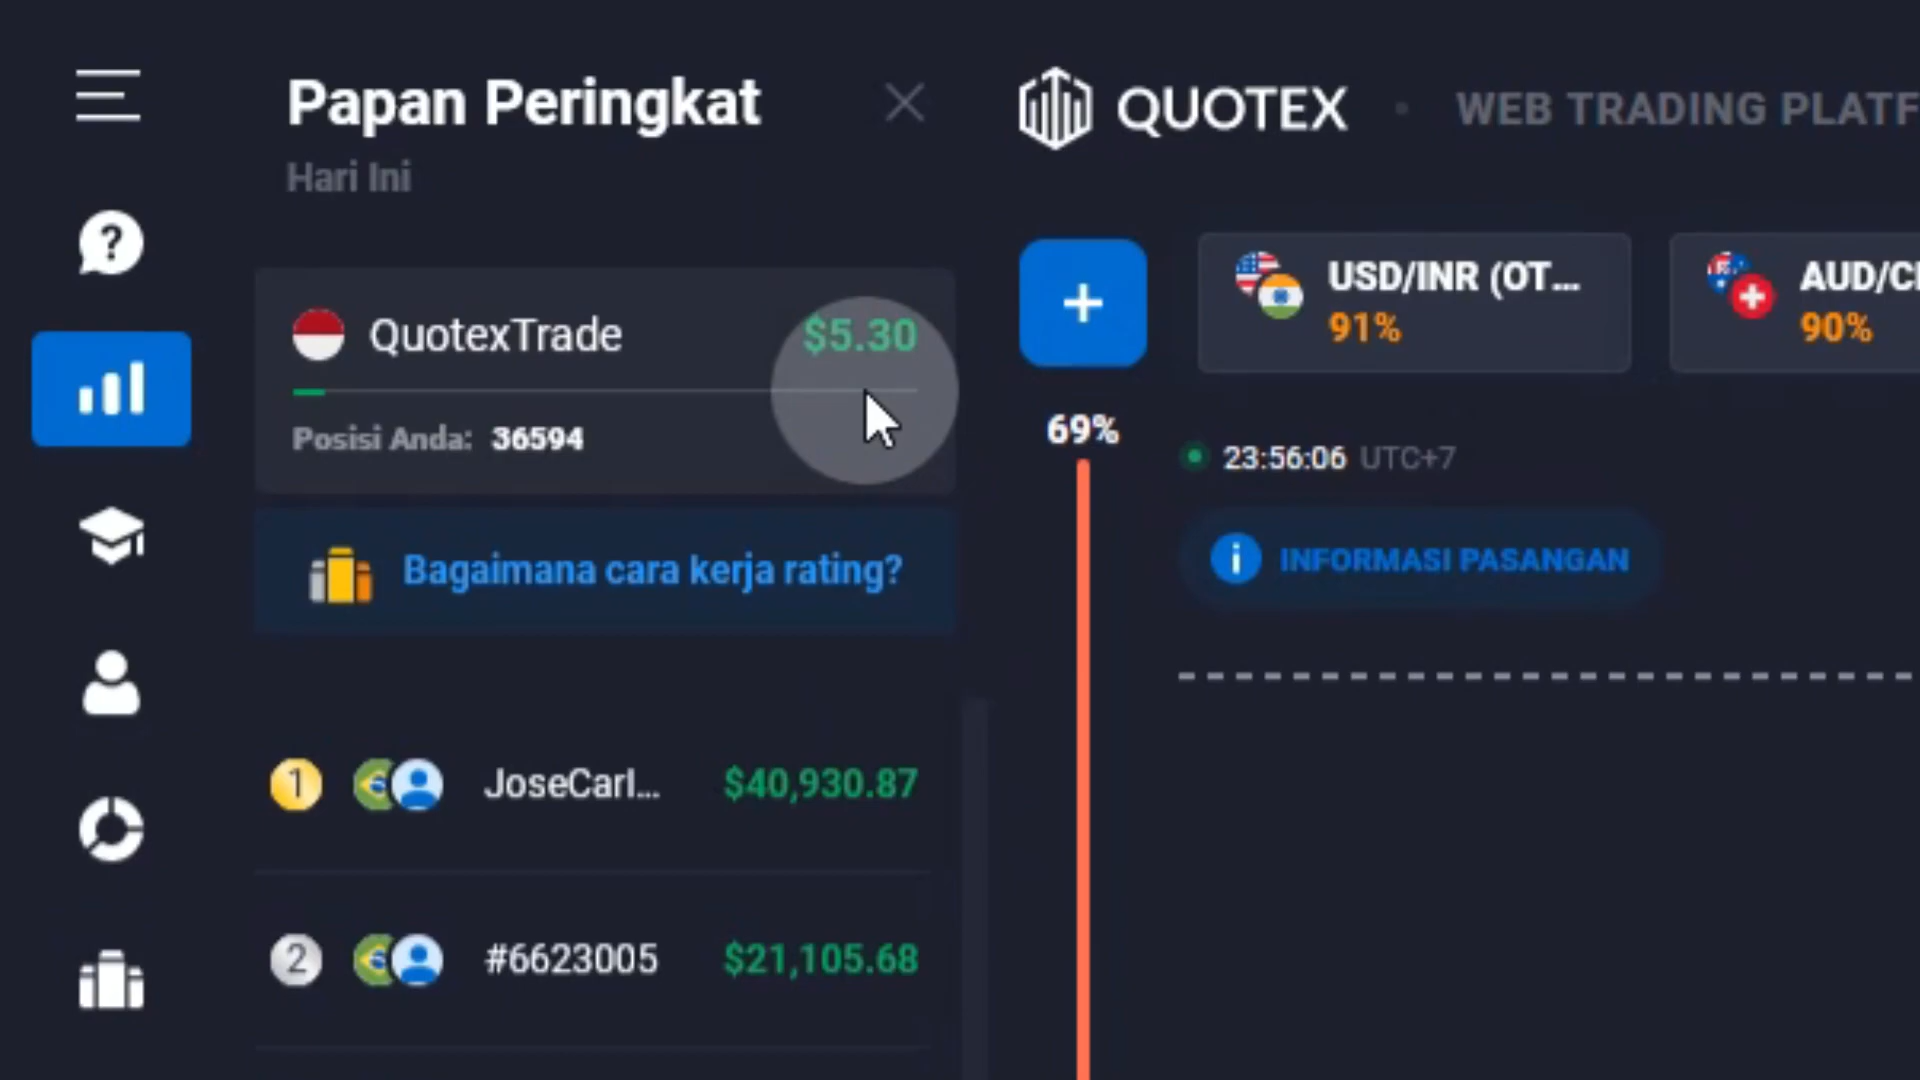 Papan Peringkat
Hari Ini
QuotexTrade $5.30
Posisi Anda: 36594
Bagaimana cara kerja rating?
1 JoseCarl... $40,930.87
2 #6623005 $21,105.68
QUOTEX • WEB TRADING PLATF
+
USD/INR (OT...
91%
AUD/C
90%
69%
23:56:06 UTC+7
INFORMASI PASANGAN